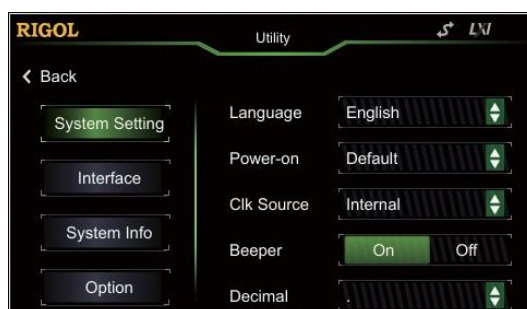 RIGOL
Utility
LXI
Back
System Setting
Interface
System Info
Option
Language English
Power-on Default
Clk Source Internal
Beeper On Off
Decimal .